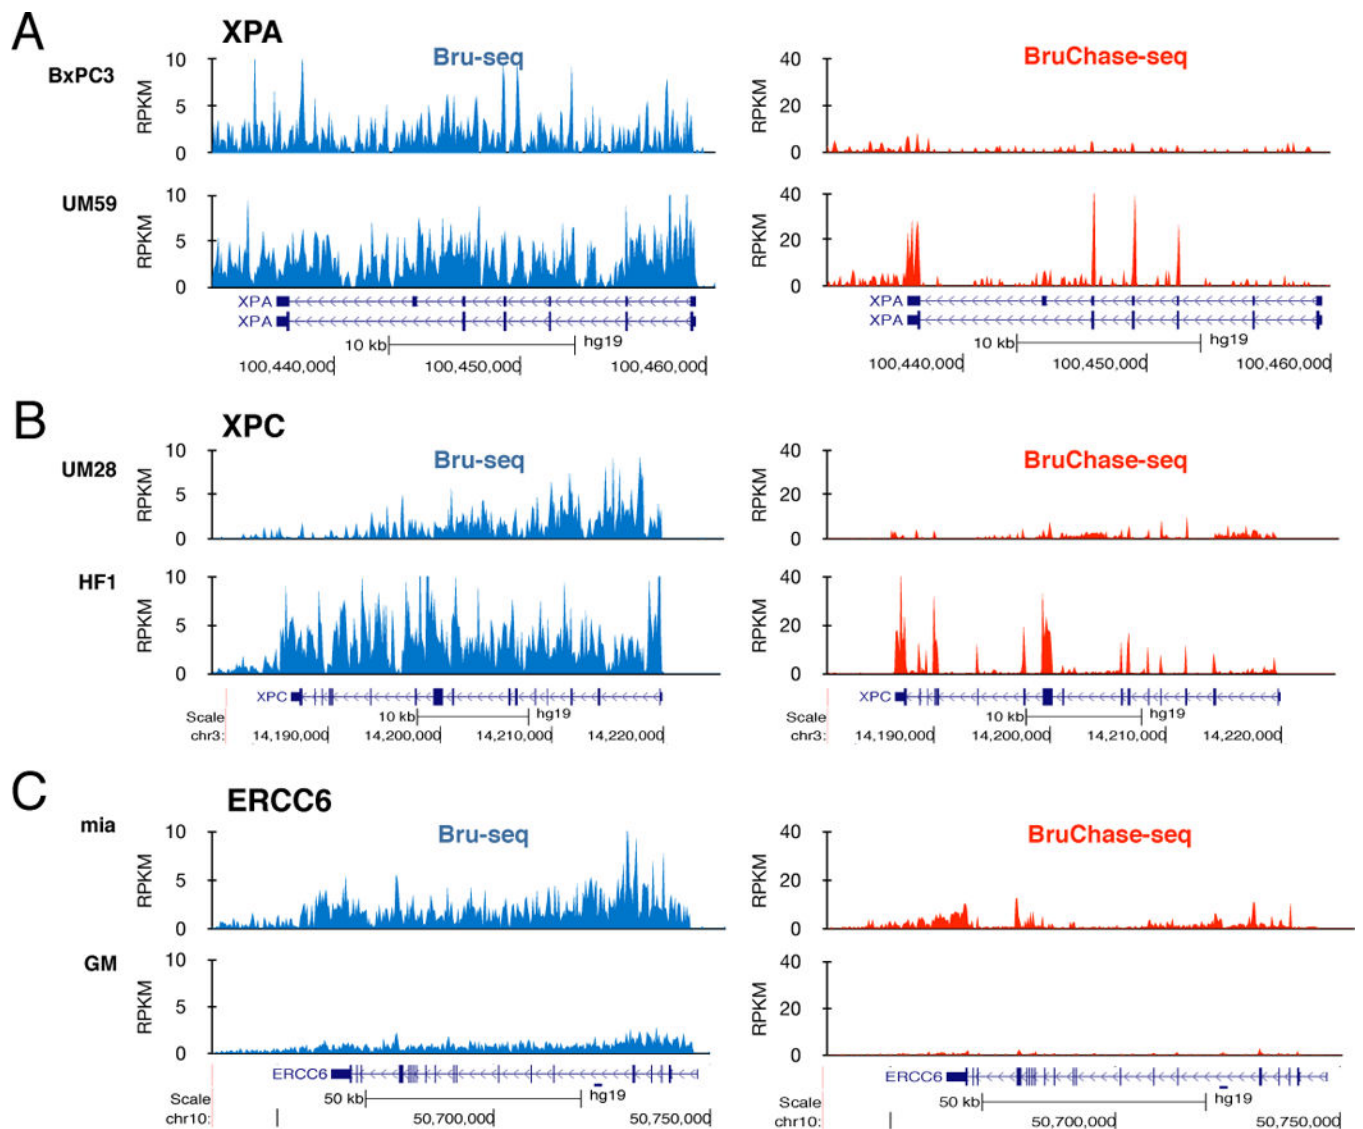 A
XPA
BxPC3
Bru-seq
BruChase-seq
RPKM
10
5
0
RPKM
40
20
0
UM59
RPKM
10
5
0
RPKM
40
20
0
XPA
XPA
XPA
XPA
10 kb
hg19
10 kb
hg19
100,440,000
100,450,000
100,460,000
100,440,000
100,450,000
100,460,000
B
XPC
UM28
Bru-seq
BruChase-seq
RPKM
10
5
0
RPKM
40
20
0
HF1
RPKM
10
5
0
RPKM
40
20
0
XPC
XPC
Scale
10 kb
hg19
Scale
10 kb
hg19
chr3:
14,190,000
14,200,000
14,210,000
14,220,000
chr3:
14,190,000
14,200,000
14,210,000
14,220,000
C
ERCC6
mia
Bru-seq
BruChase-seq
RPKM
10
5
0
RPKM
40
20
0
GM
RPKM
10
5
0
RPKM
40
20
0
ERCC6
ERCC6
Scale
50 kb
hg19
Scale
50 kb
hg19
chr10:
50,700,000
50,750,000
chr10:
50,700,000
50,750,000